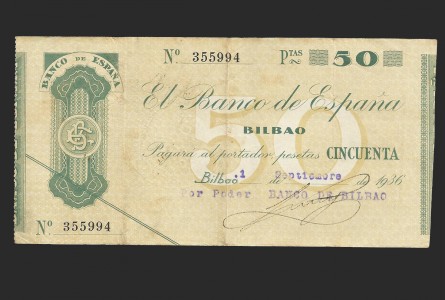 Nº 355994 PTAS 50
BANCO DE ESPAÑA
El Banco de España
50
BILBAO
Pagará al portador, pesetas CINCUENTA
Bilbao .1 Septiembre de 1936
Por Poder BANCO DE BILBAO
Nº 355994